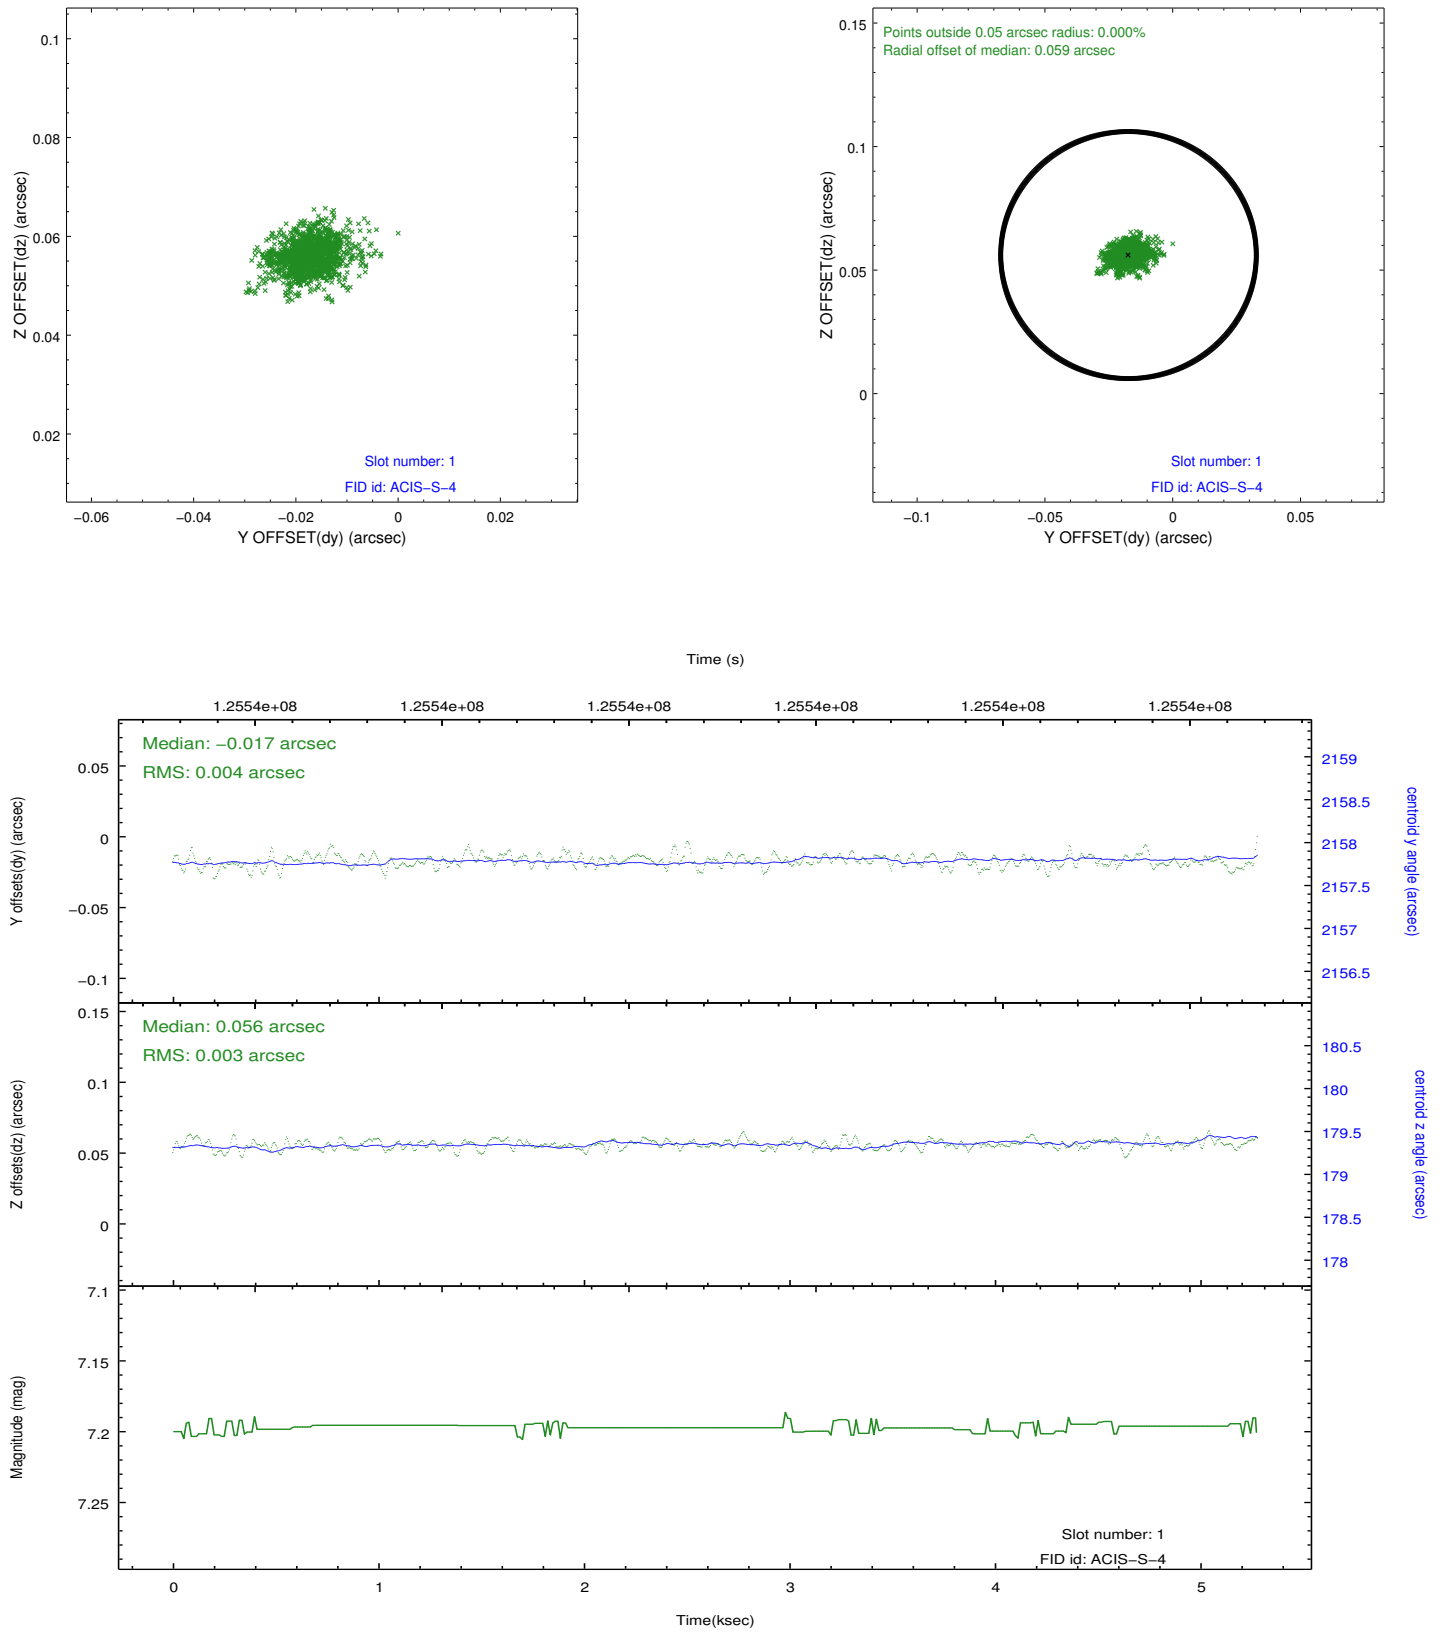 0.1
0.08
0.06
0.04
0.02
Z OFFSET(dz) (arcsec)
Slot number: 1
FID id: ACIS−S−4
−0.06 −0.04 −0.02 0 0.02
Y OFFSET(dy) (arcsec)
Points outside 0.05 arcsec radius: 0.000%
Radial offset of median: 0.059 arcsec
0.15
0.1
0.05
0
Z OFFSET(dz) (arcsec)
Slot number: 1
FID id: ACIS−S−4
−0.1 −0.05 0 0.05
Y OFFSET(dy) (arcsec)
Time (s)
1.2554e+08 1.2554e+08 1.2554e+08 1.2554e+08 1.2554e+08 1.2554e+08
Median: −0.017 arcsec
RMS: 0.004 arcsec
0.05
0
−0.05
−0.1
Y offsets(dy) (arcsec)
2159
2158.5
2158
2157.5
2157
2156.5
centroid y angle (arcsec)
Median: 0.056 arcsec
RMS: 0.003 arcsec
0.15
0.1
0.05
0
Z offsets(dz) (arcsec)
180.5
180
179.5
179
178.5
178
centroid z angle (arcsec)
7.1
7.15
7.2
7.25
Magnitude (mag)
Slot number: 1
FID id: ACIS−S−4
0 1 2 3 4 5
Time(ksec)